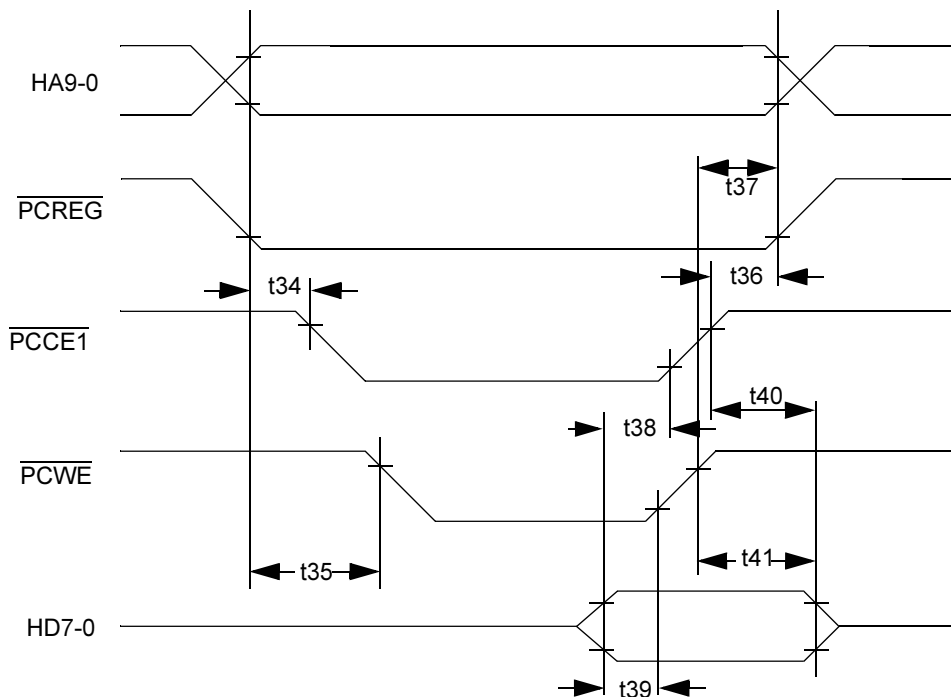 HA9-0
t37
PCREG
t34
t36
PCCE1
t40
t38
PCWE
t35
t41
HD7-0
t39